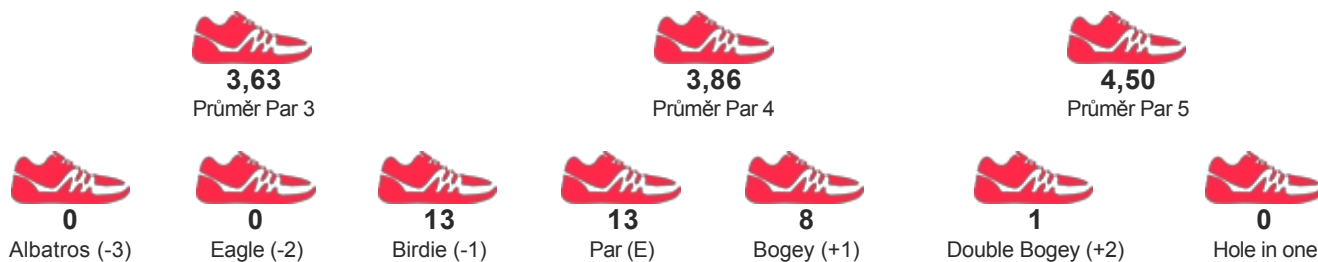 3,63 3,86 4,50
Průměr Par 3 Průměr Par 4 Průměr Par 5
0 0 13 13 8 1 0
Albatros (-3) Eagle (-2) Birdie (-1) Par (E) Bogey (+1) Double Bogey (+2) Hole in one